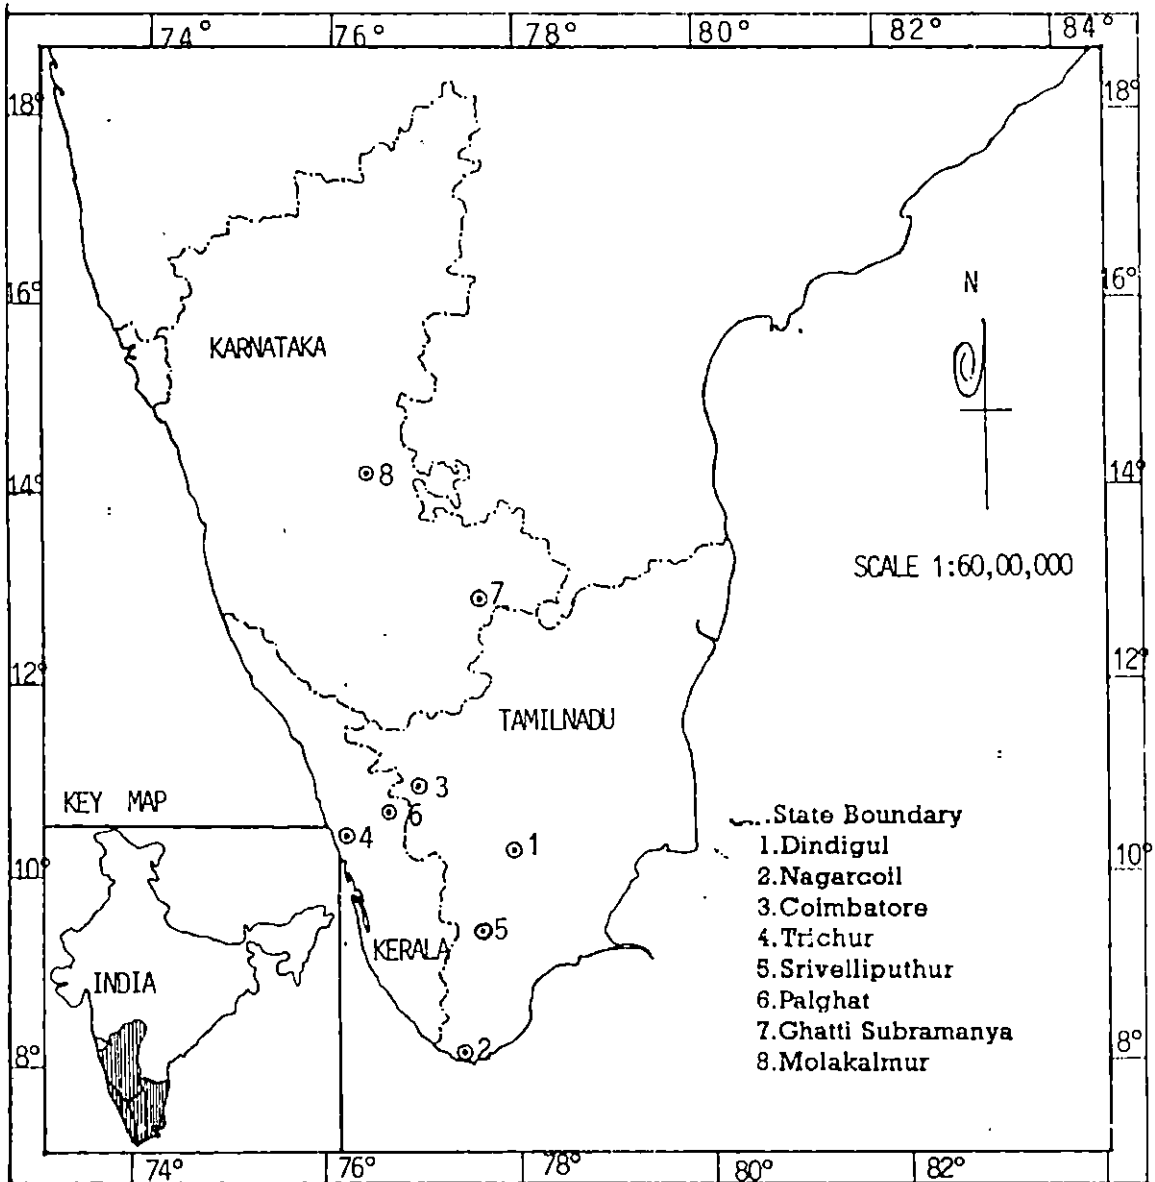 74° 76° 78° 80° 82° 84°
18° 18°
16° 16°
N
KARNATAKA
8
14° 14°
SCALE 1:60,00,000
7
12° 12°
TAMILNADU
3
KEY MAP
6
4
1
State Boundary
1.Dindigul
10° 10°
2.Nagarcoil
3.Coimbatore
5
4.Trichur
KERALA
5.Srivelliputhur
INDIA
6.Palghat
7.Ghatti Subramanya
2
8° 8°
8.Molakalmur
74° 76° 78° 80° 82°